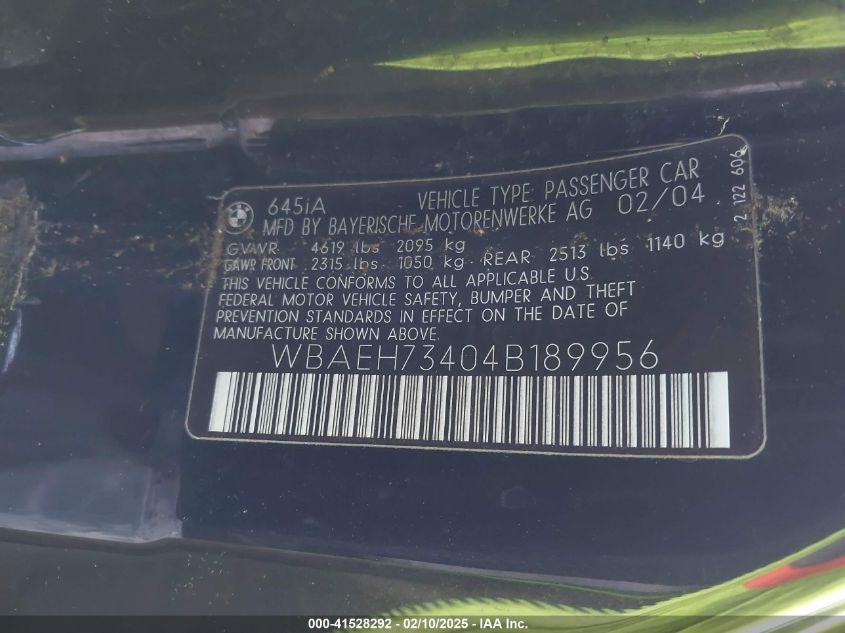 645iA VEHICLE TYPE: PASSENGER CAR
MFD BY BAYERISCHE MOTORENWERKE AG 02/04
GVWR 4619 lbs 2095 kg
GAWR FRONT 2315 lbs. 1050 kg REAR 2513 lbs 1140 kg
THIS VEHICLE CONFORMS TO ALL APPLICABLE U.S.
FEDERAL MOTOR VEHICLE SAFETY, BUMPER AND THEFT
PREVENTION STANDARDS IN EFFECT ON THE DATE OF
MANUFACTURE SHOWN ABOVE.
WBAEH73404B189956
2 122 606
000-41528292 - 02/10/2025 - IAA Inc.